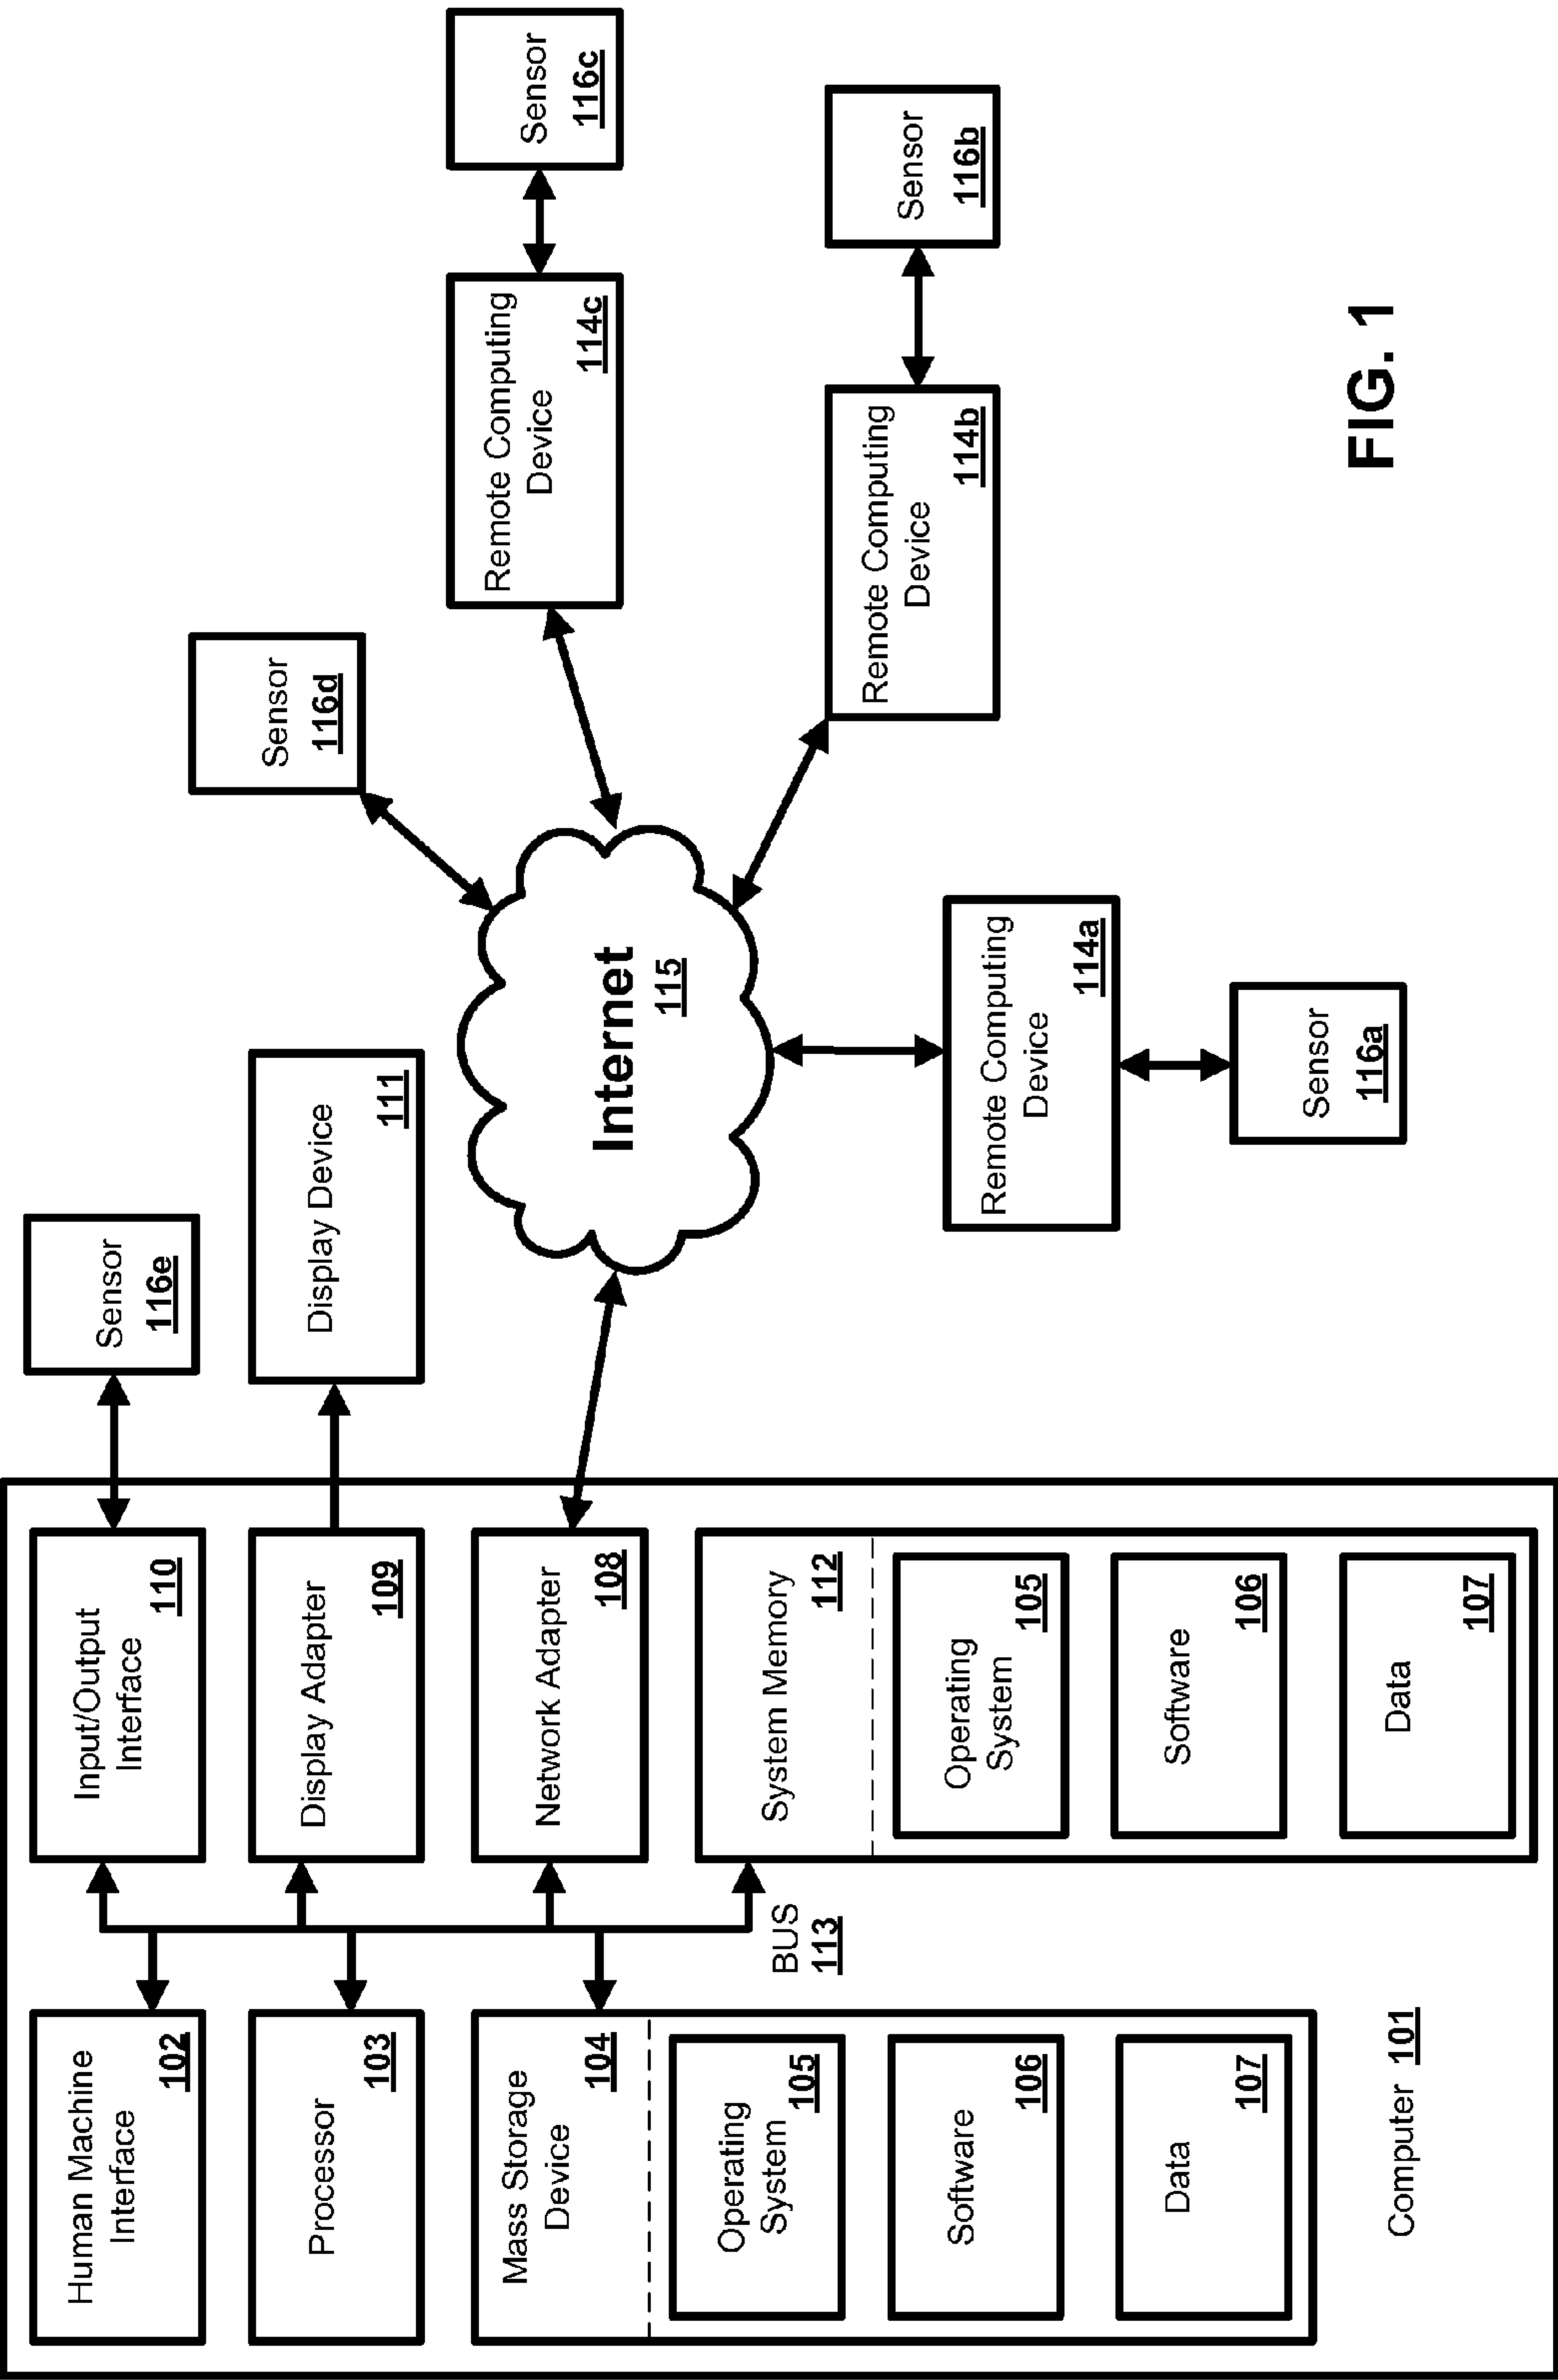 Human Machine
Interface
102
Processor
103
Mass Storage
Device
104
Operating
System
105
Software
106
Data
107
Computer 101
BUS
113
Input/Output
Interface
110
Display Adapter
109
Network Adapter
108
System Memory
112
Operating
System
105
Software
106
Data
107
Sensor
116e
Display Device
111
Internet
115
Sensor
116d
Remote Computing
Device
114c
Sensor
116c
Remote Computing
Device
114b
Sensor
116b
Remote Computing
Device
114a
Sensor
116a
FIG. 1